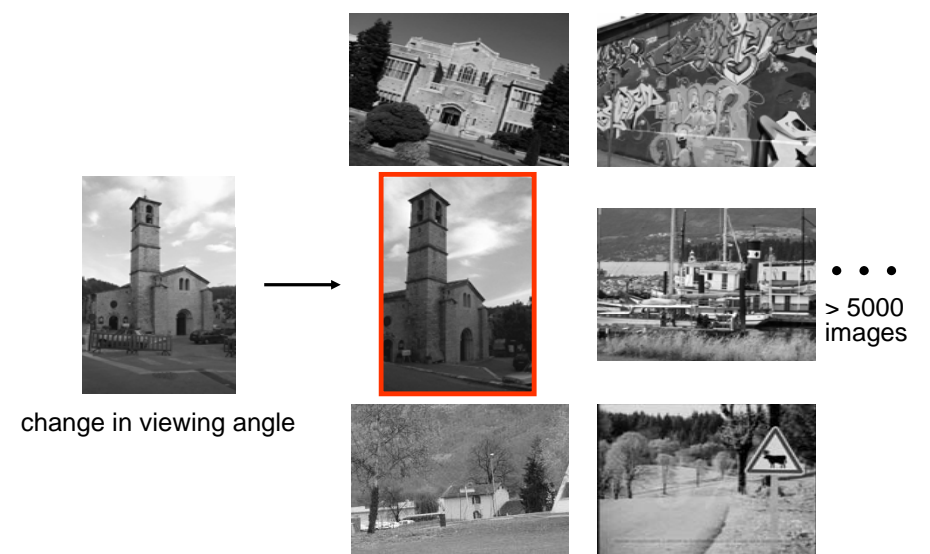 • • •
> 5000
images
change in viewing angle